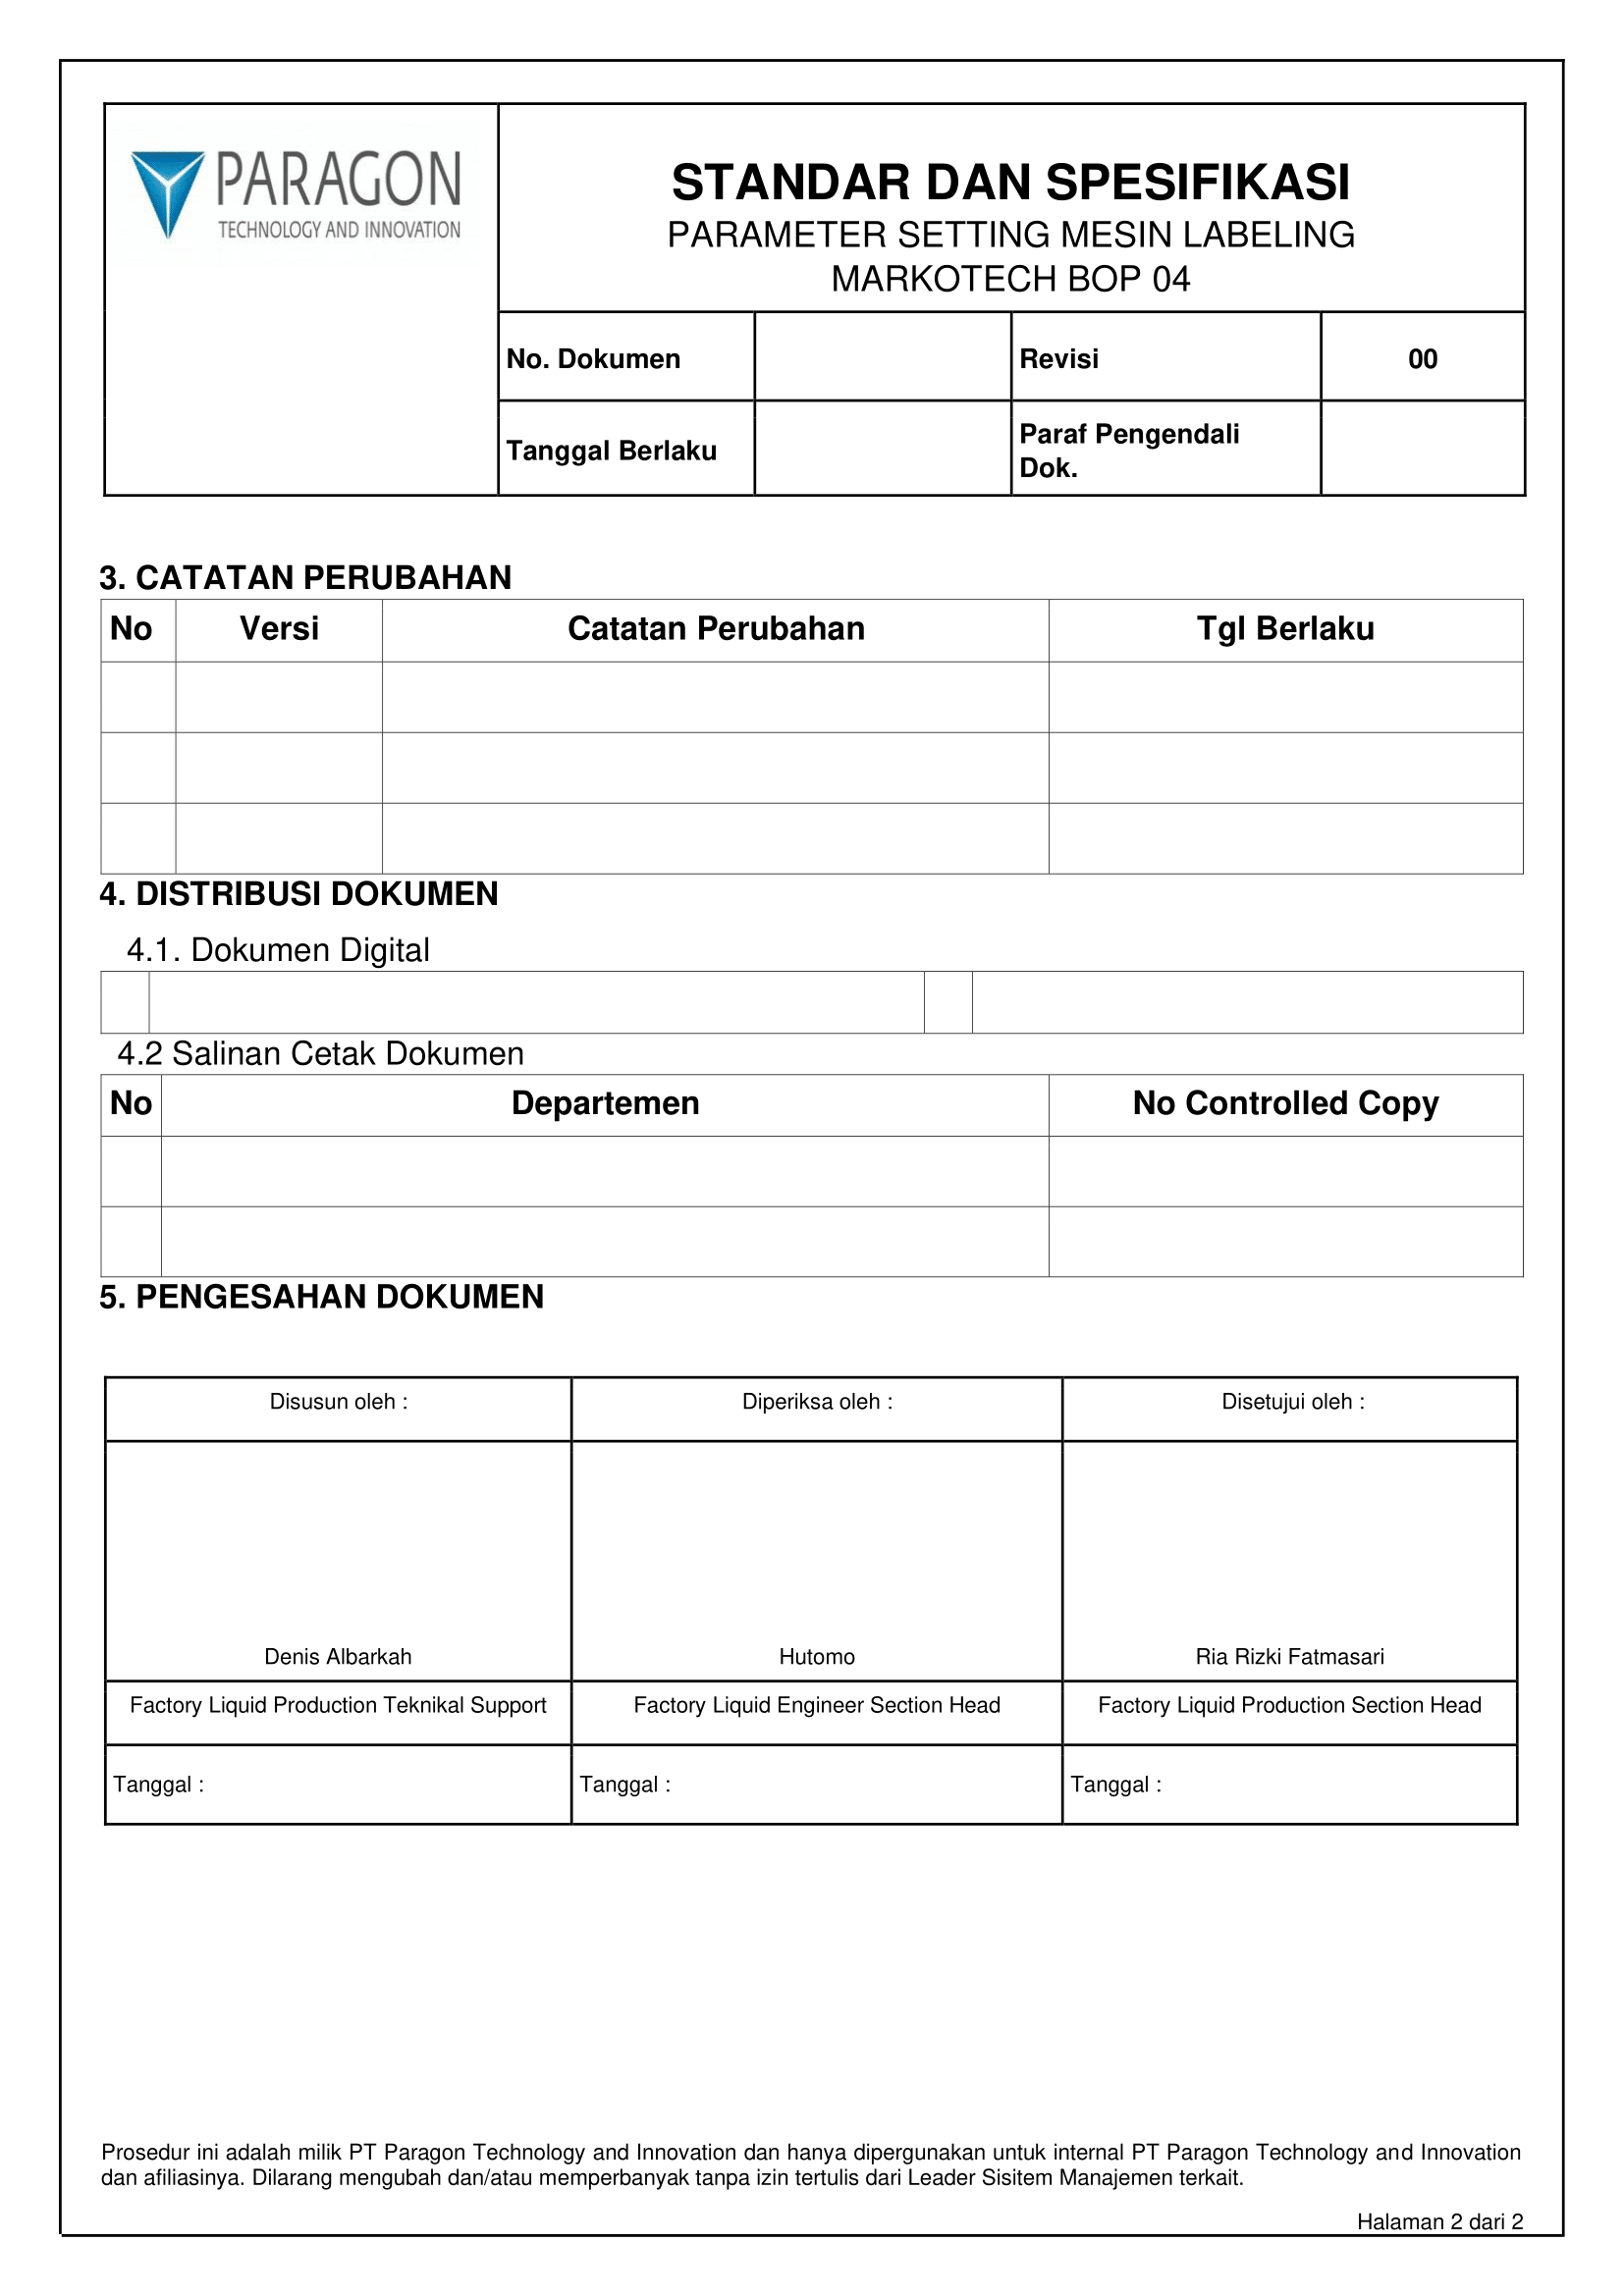 PARAGON
TECHNOLOGY AND INNOVATION
STANDAR DAN SPESIFIKASI
PARAMETER SETTING MESIN LABELING
MARKOTECH BOP 04
No. Dokumen
Revisi
00
Tanggal Berlaku
Paraf Pengendali
Dok.
3. CATATAN PERUBAHAN
No Versi Catatan Perubahan Tgl Berlaku
4. DISTRIBUSI DOKUMEN
4.1. Dokumen Digital
4.2 Salinan Cetak Dokumen
No Departemen No Controlled Copy
5. PENGESAHAN DOKUMEN
Disusun oleh : Diperiksa oleh : Disetujui oleh :
Denis Albarkah Hutomo Ria Rizki Fatmasari
Factory Liquid Production Teknikal Support Factory Liquid Engineer Section Head Factory Liquid Production Section Head
Tanggal : Tanggal : Tanggal :
Prosedur ini adalah milik PT Paragon Technology and Innovation dan hanya dipergunakan untuk internal PT Paragon Technology and Innovation
dan afiliasinya. Dilarang mengubah dan/atau memperbanyak tanpa izin tertulis dari Leader Sisitem Manajemen terkait.
Halaman 2 dari 2